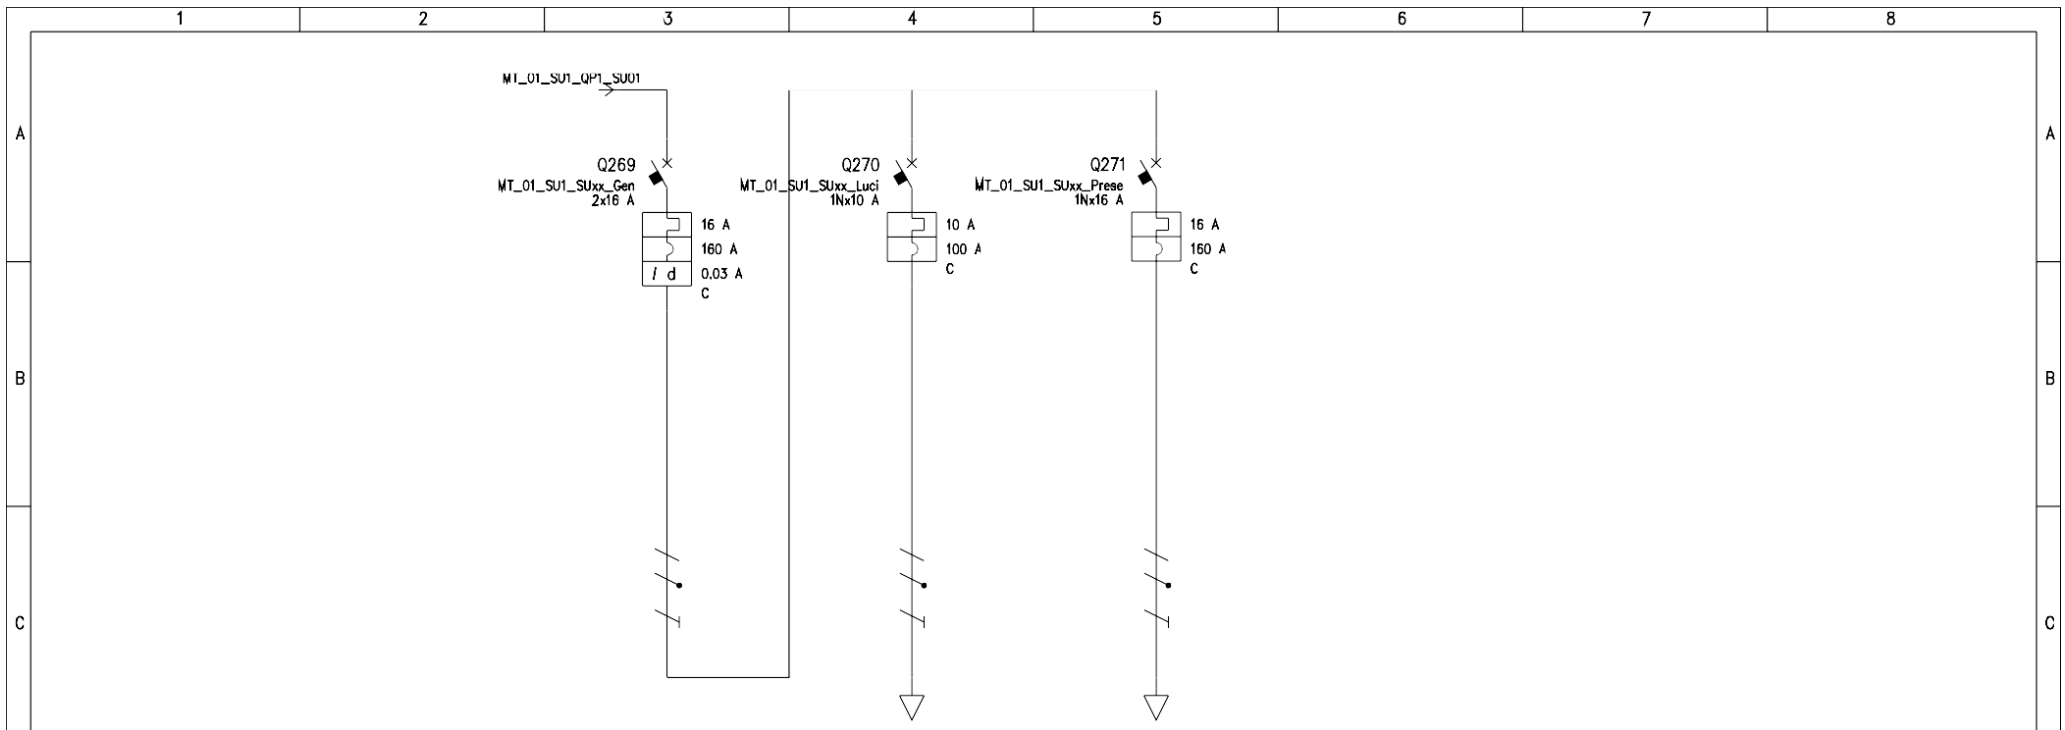 1 2 3 4 5 6 7 8
MT_01_SU1_QP1_SU01
A A
Q269
MT_01_SU1_SUxx_Gen
2x16 A
16 A
160 A
I d 0.03 A
C
Q270
MT_01_SU1_SUxx_Luci
1Nx10 A
10 A
100 A
C
Q271
MT_01_SU1_SUxx_Prese
1Nx16 A
16 A
160 A
C
B B
C C